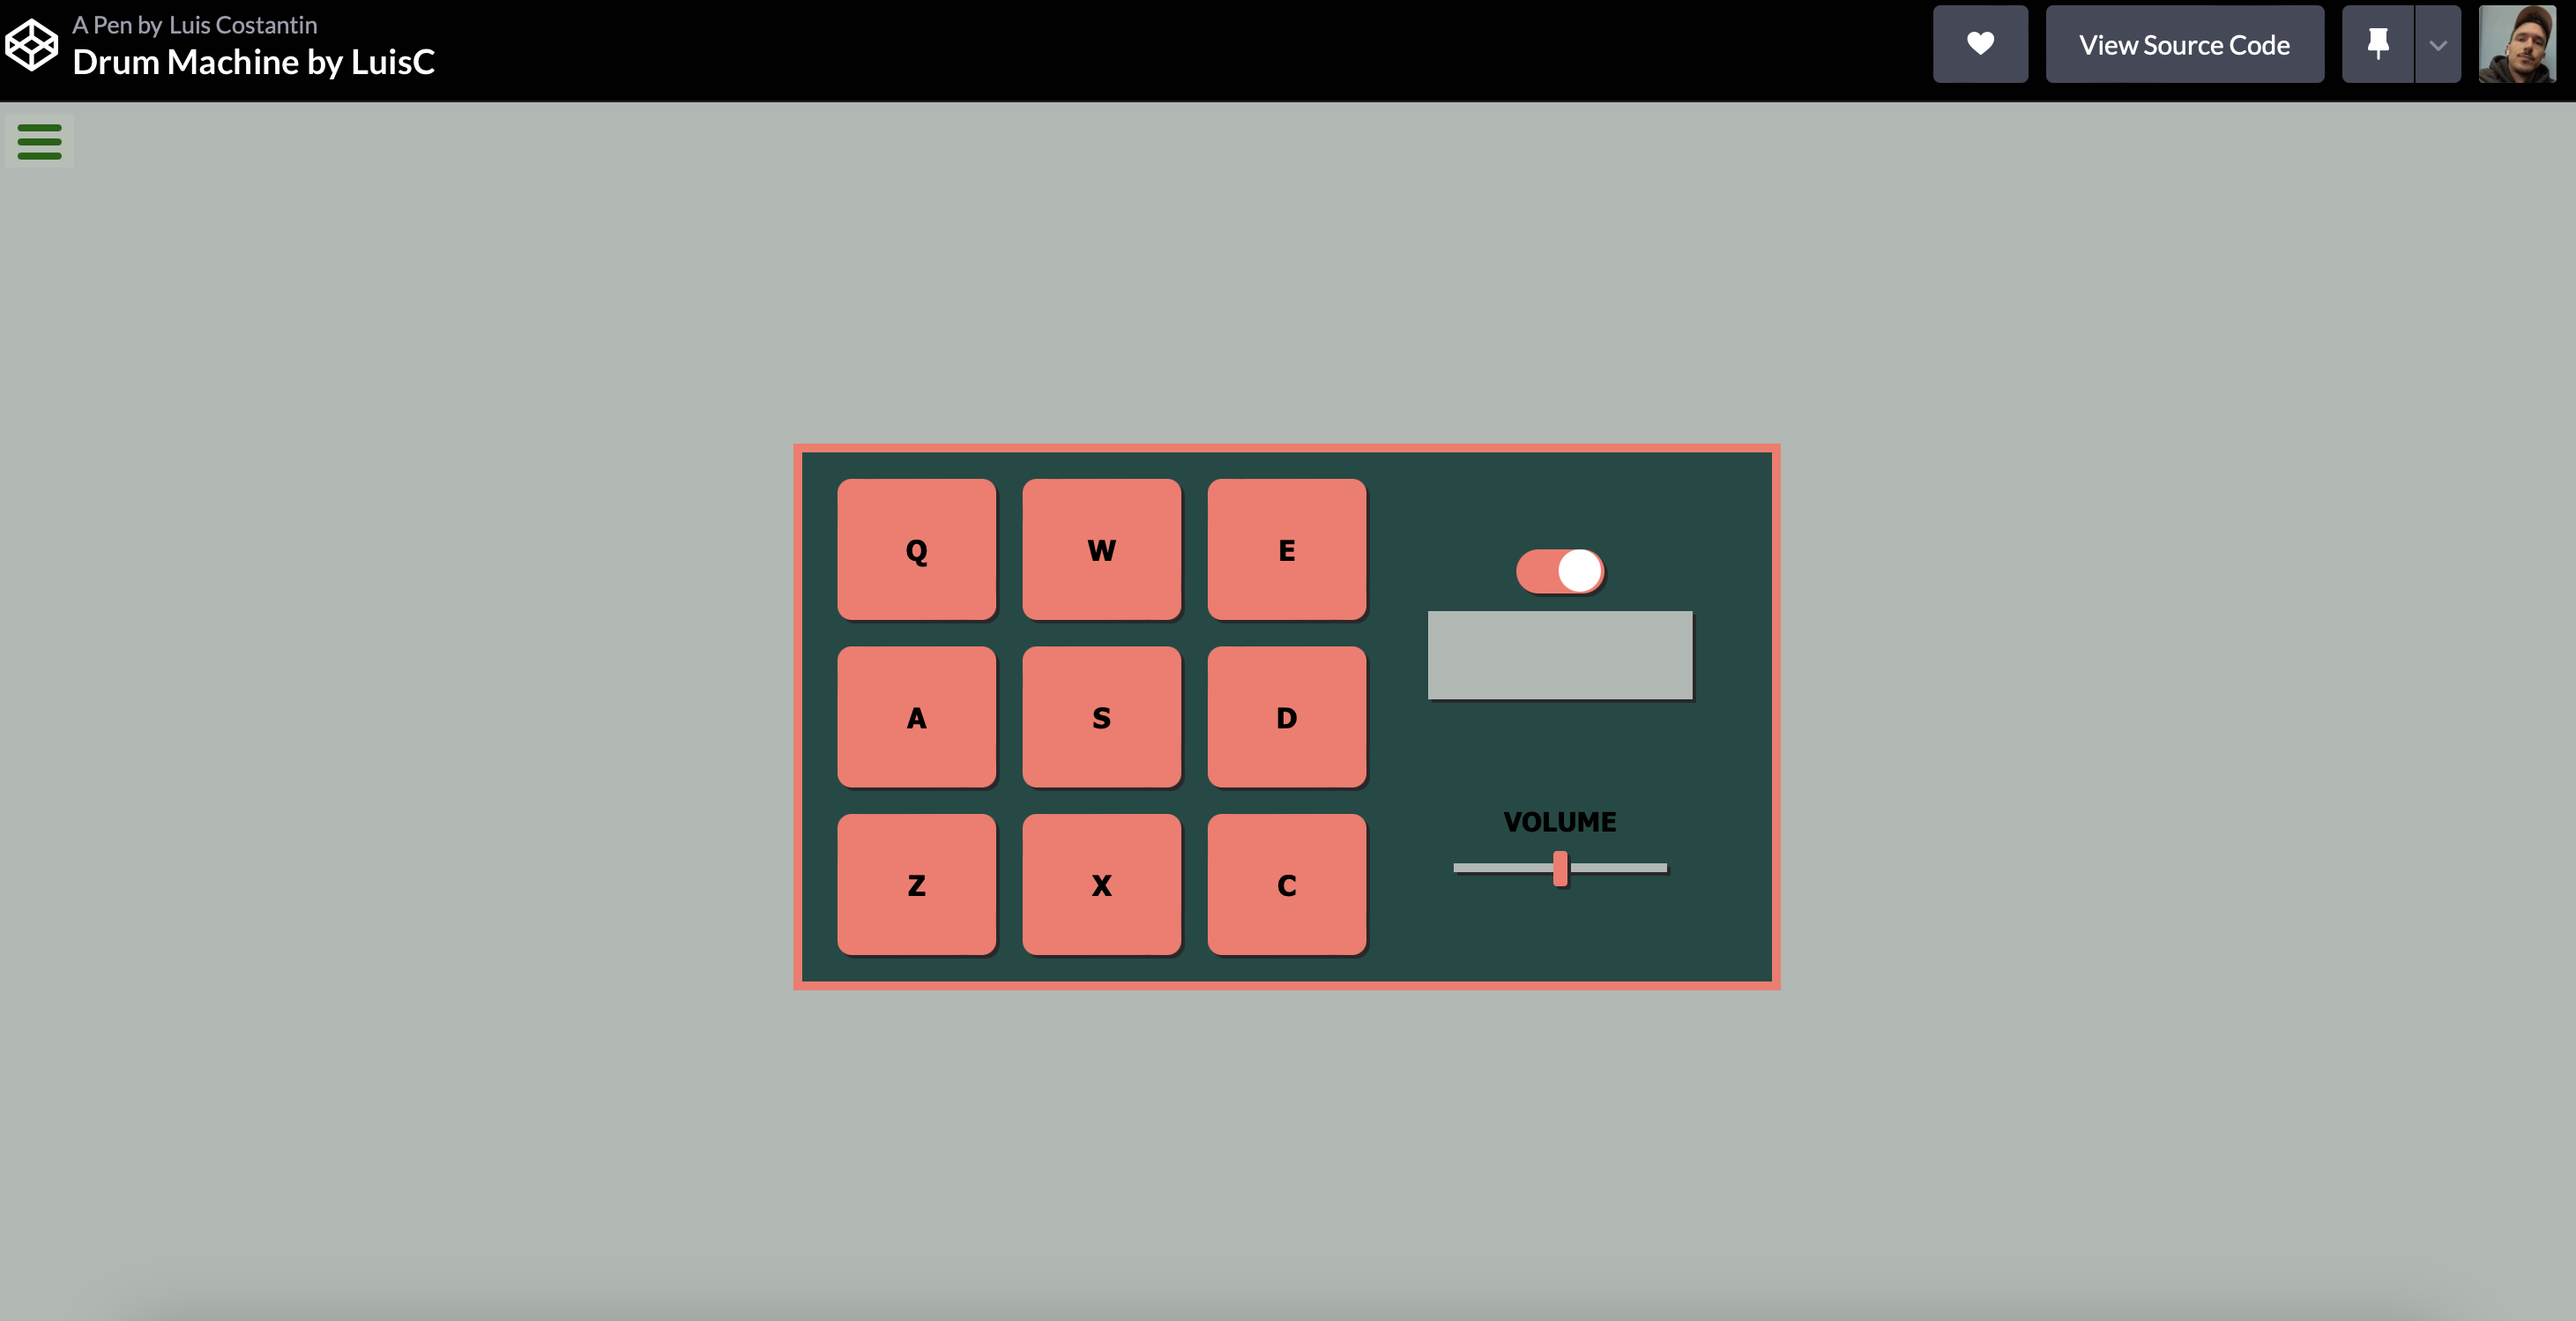 A Pen by Luis Costantin
Drum Machine by LuisC
View Source Code
Q W E
A S D
VOLUME
Z X C